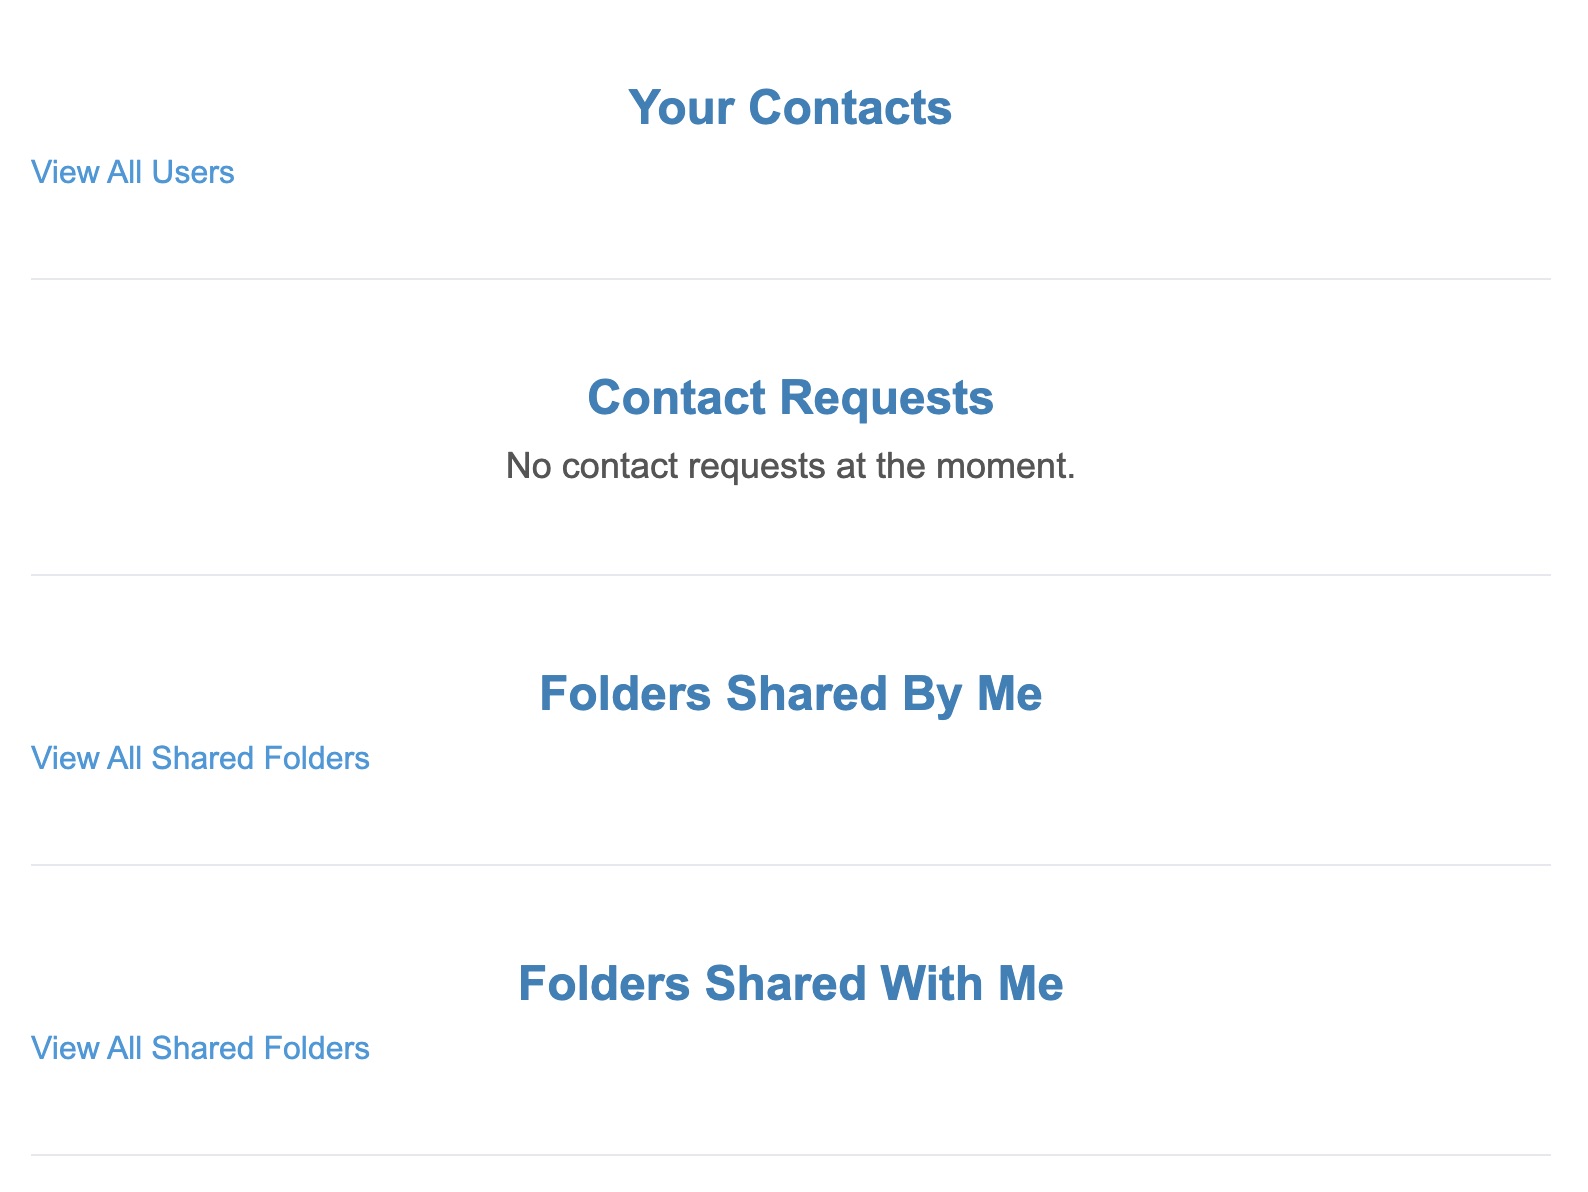 Your Contacts
View All Users
Contact Requests
No contact requests at the moment.
Folders Shared By Me
View All Shared Folders
Folders Shared With Me
View All Shared Folders